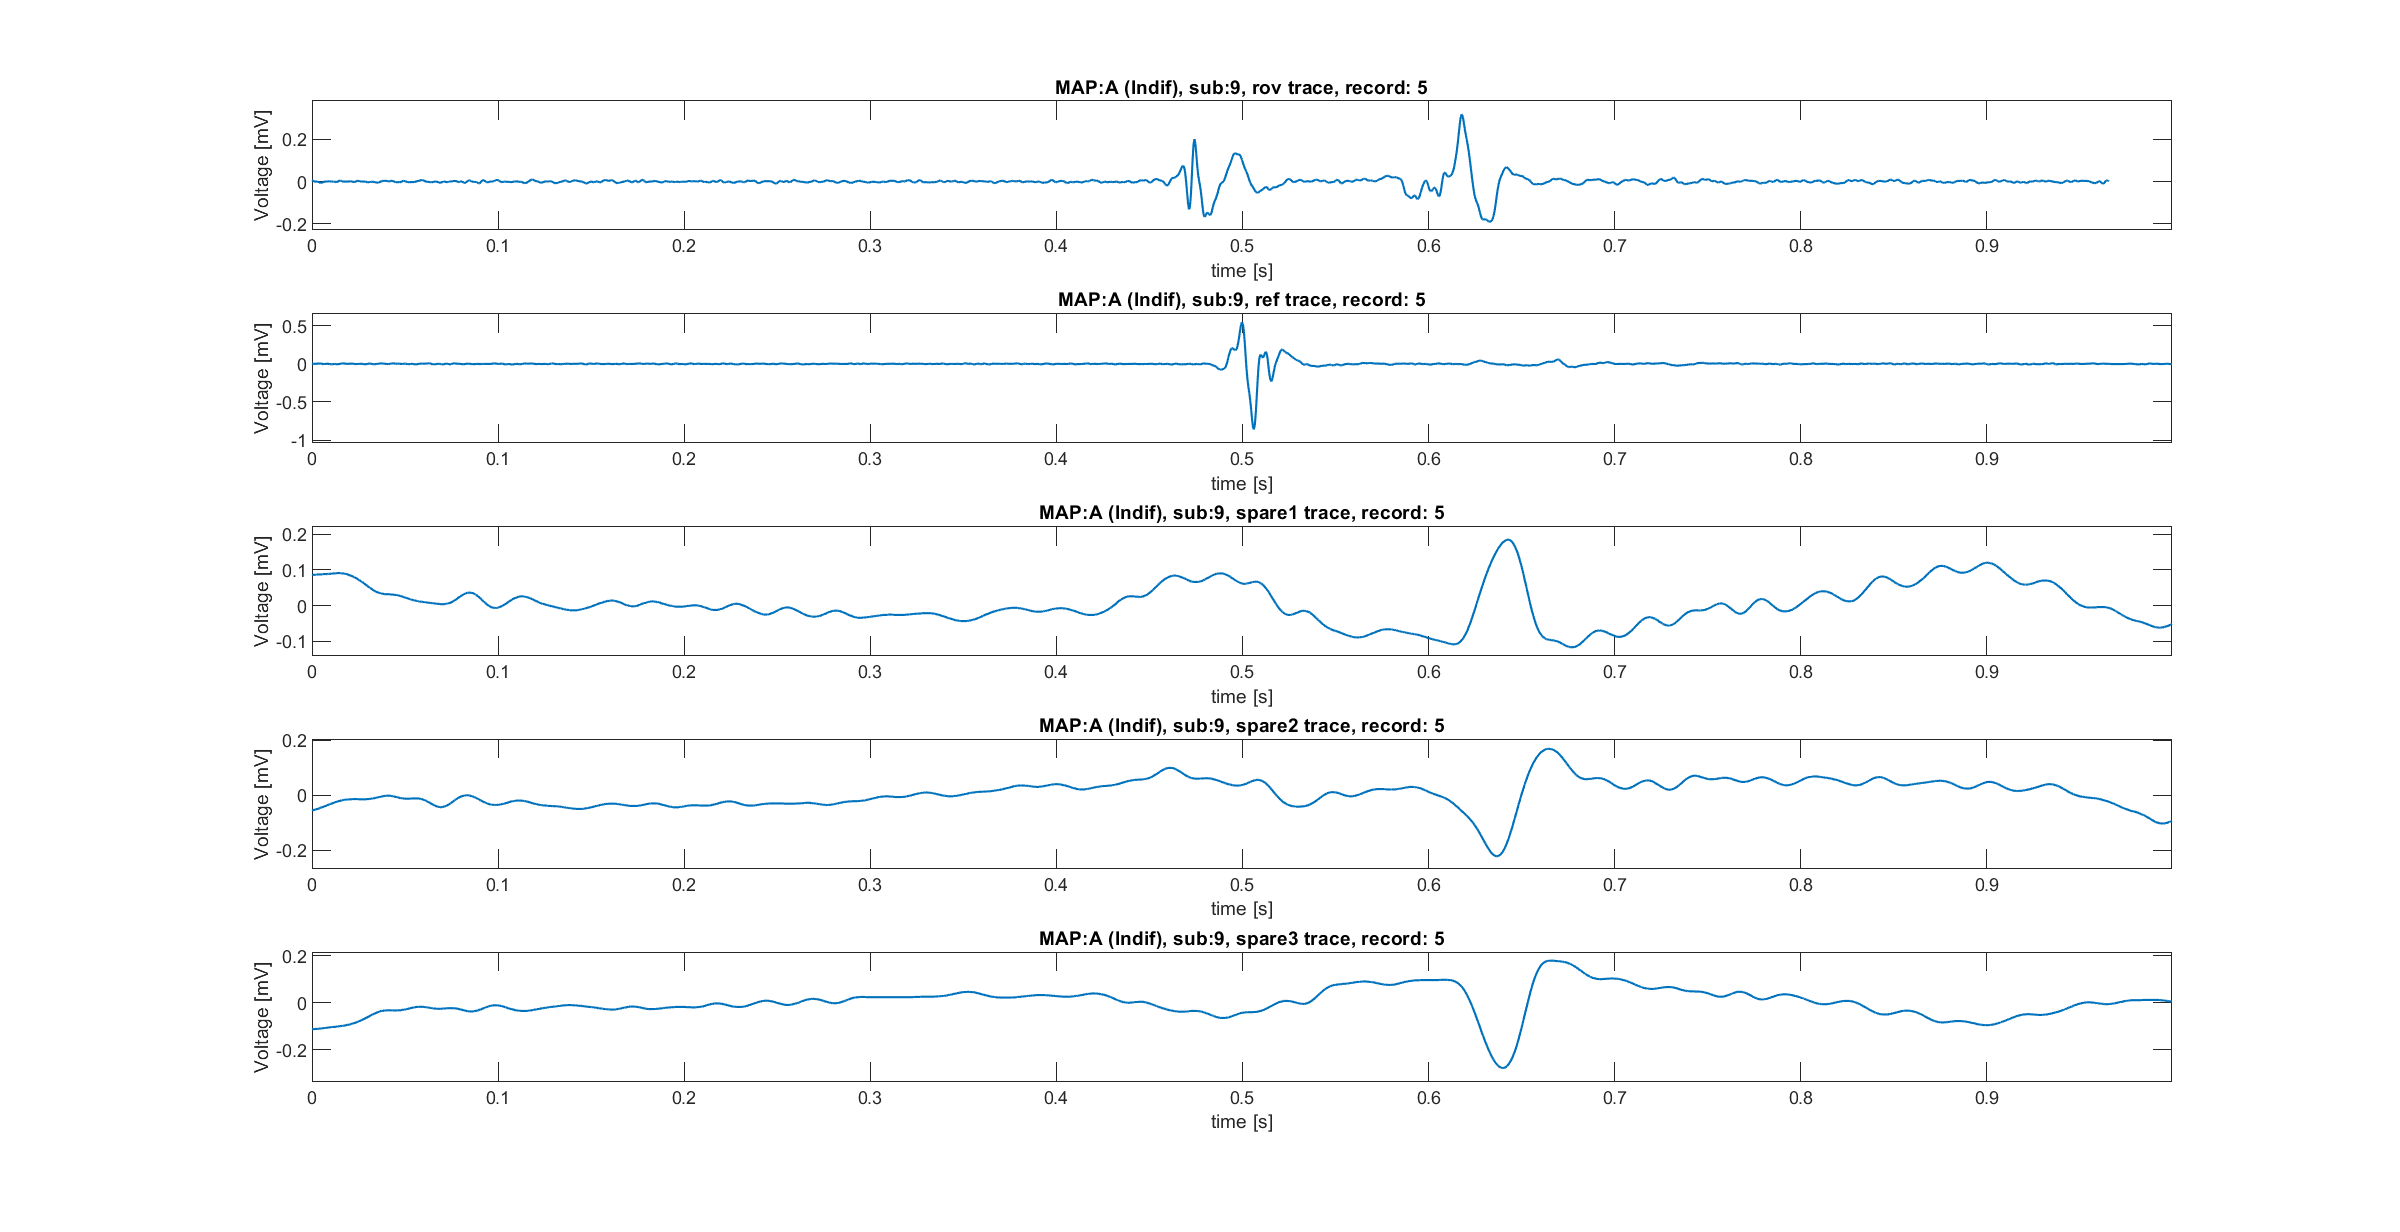 MAP:A (Indif), sub:9, rov trace, record: 5
Voltage [mV]
0.2
0
-0.2
0 0.1 0.2 0.3 0.4 0.5 0.6 0.7 0.8 0.9
time [s]
MAP:A (Indif), sub:9, ref trace, record: 5
Voltage [mV]
0.5
0
-0.5
-1
0 0.1 0.2 0.3 0.4 0.5 0.6 0.7 0.8 0.9
time [s]
MAP:A (Indif), sub:9, spare1 trace, record: 5
Voltage [mV]
0.2
0.1
0
-0.1
0 0.1 0.2 0.3 0.4 0.5 0.6 0.7 0.8 0.9
time [s]
MAP:A (Indif), sub:9, spare2 trace, record: 5
Voltage [mV]
0.2
0
-0.2
0 0.1 0.2 0.3 0.4 0.5 0.6 0.7 0.8 0.9
time [s]
MAP:A (Indif), sub:9, spare3 trace, record: 5
Voltage [mV]
0.2
0
-0.2
0 0.1 0.2 0.3 0.4 0.5 0.6 0.7 0.8 0.9
time [s]